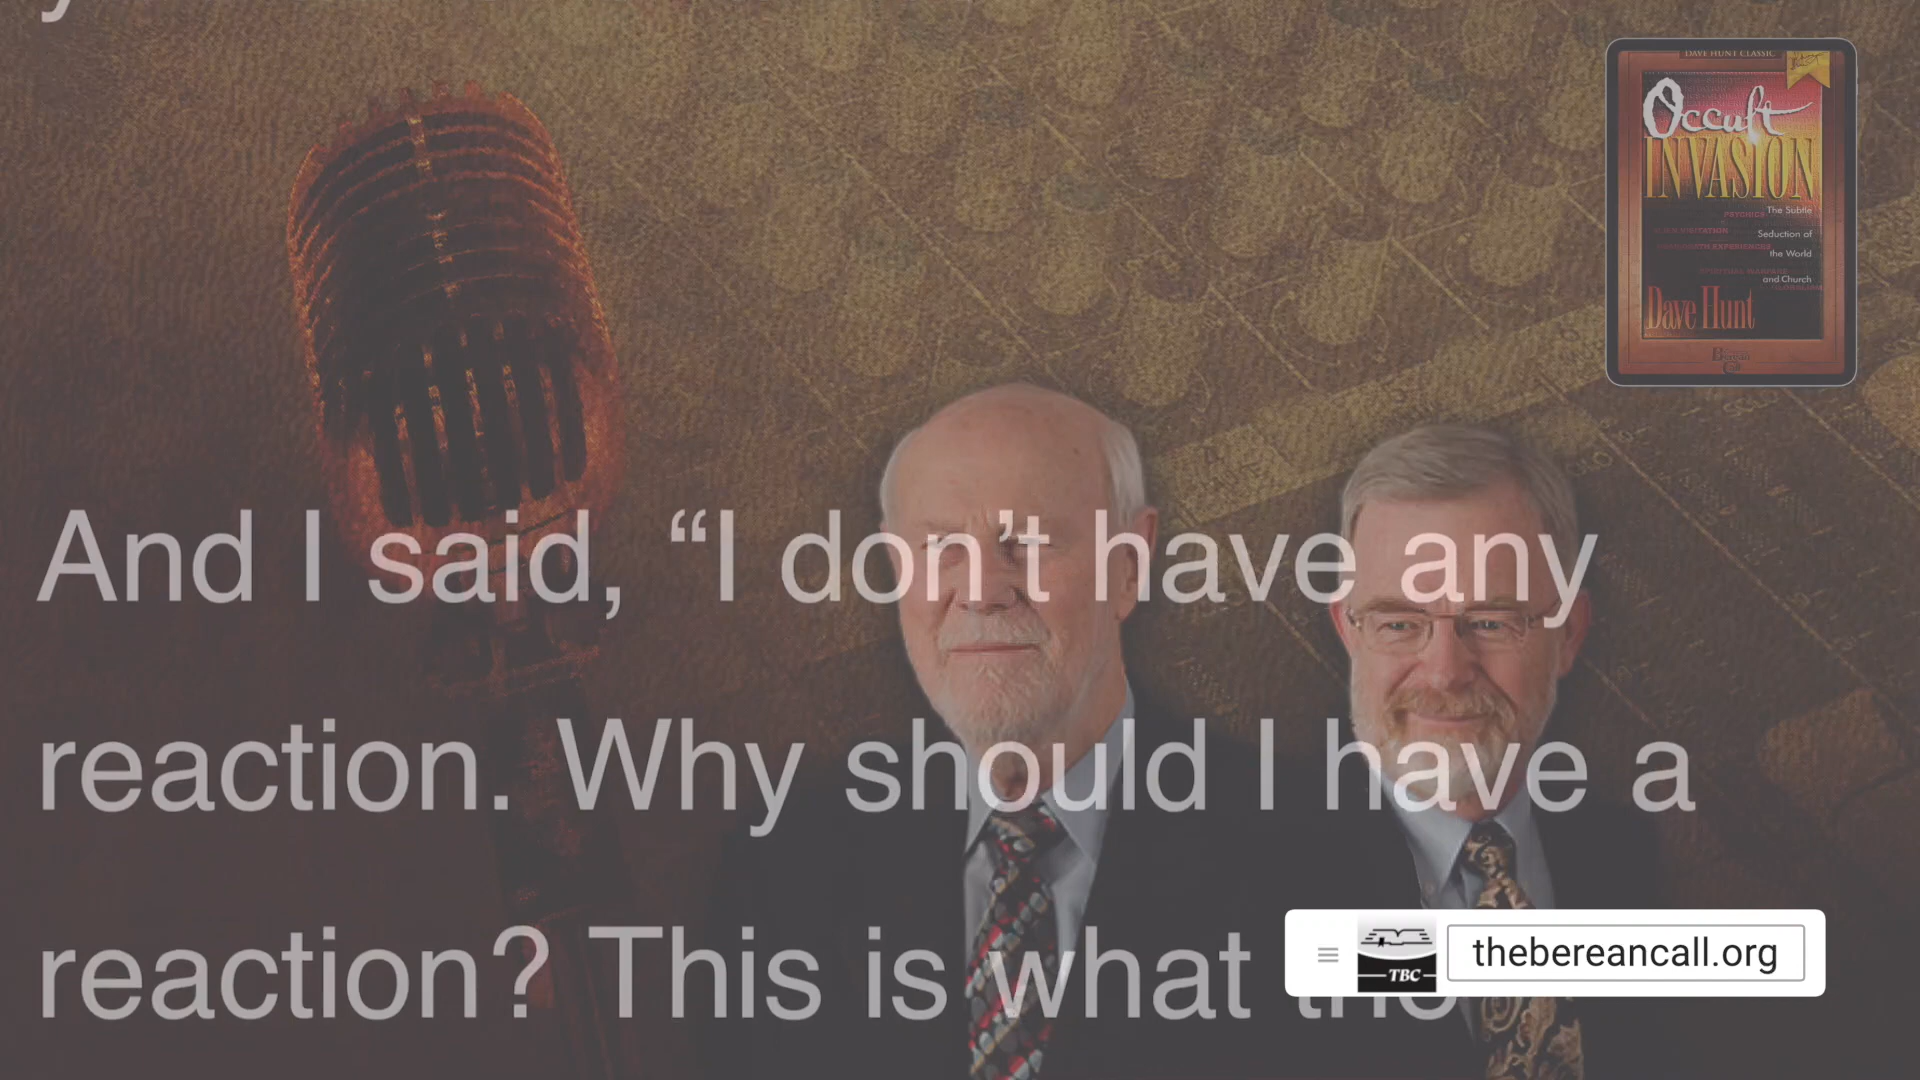 y
And I said, “I don’t have any
reaction. Why should I have a
reaction? This is what
DAVE HUNT CLASSIC
Occult
INVASION
PSYCHICS
The Subtle
Seduction of
the World
and Church
Dave Hunt
TBC
thebereancall.org